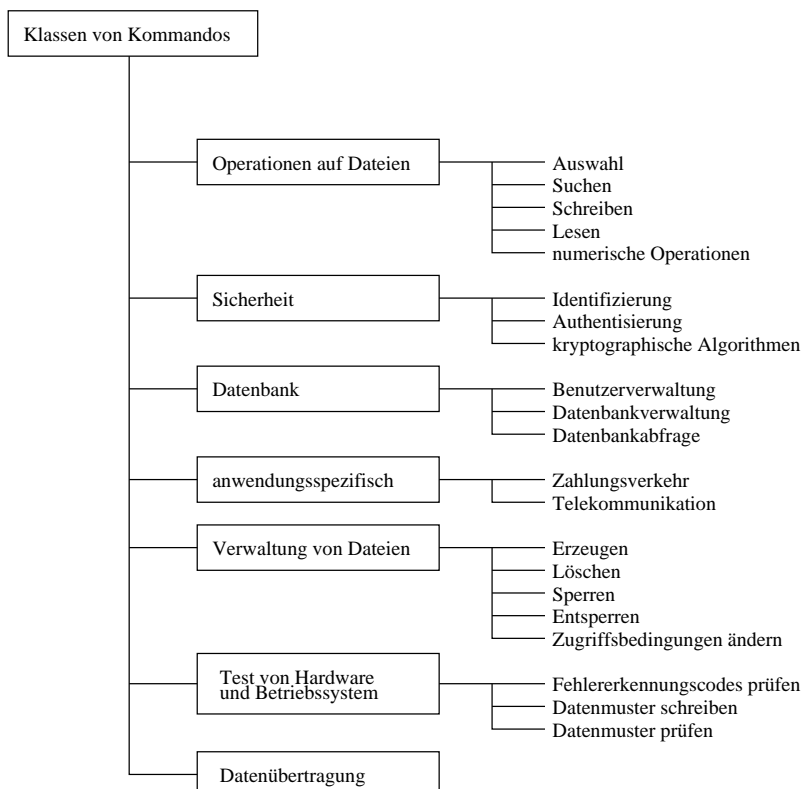 Klassen von Kommandos
Operationen auf Dateien
Auswahl
Suchen
Schreiben
Lesen
numerische Operationen
Sicherheit
Identifizierung
Authentisierung
kryptographische Algorithmen
Datenbank
Benutzerverwaltung
Datenbankverwaltung
Datenbankabfrage
anwendungsspezifisch
Zahlungsverkehr
Telekommunikation
Verwaltung von Dateien
Erzeugen
Löschen
Sperren
Entsperren
Zugriffsbedingungen ändern
Test von Hardware
und Betriebssystem
Fehlererkennungscodes prüfen
Datenmuster schreiben
Datenmuster prüfen
Datenübertragung